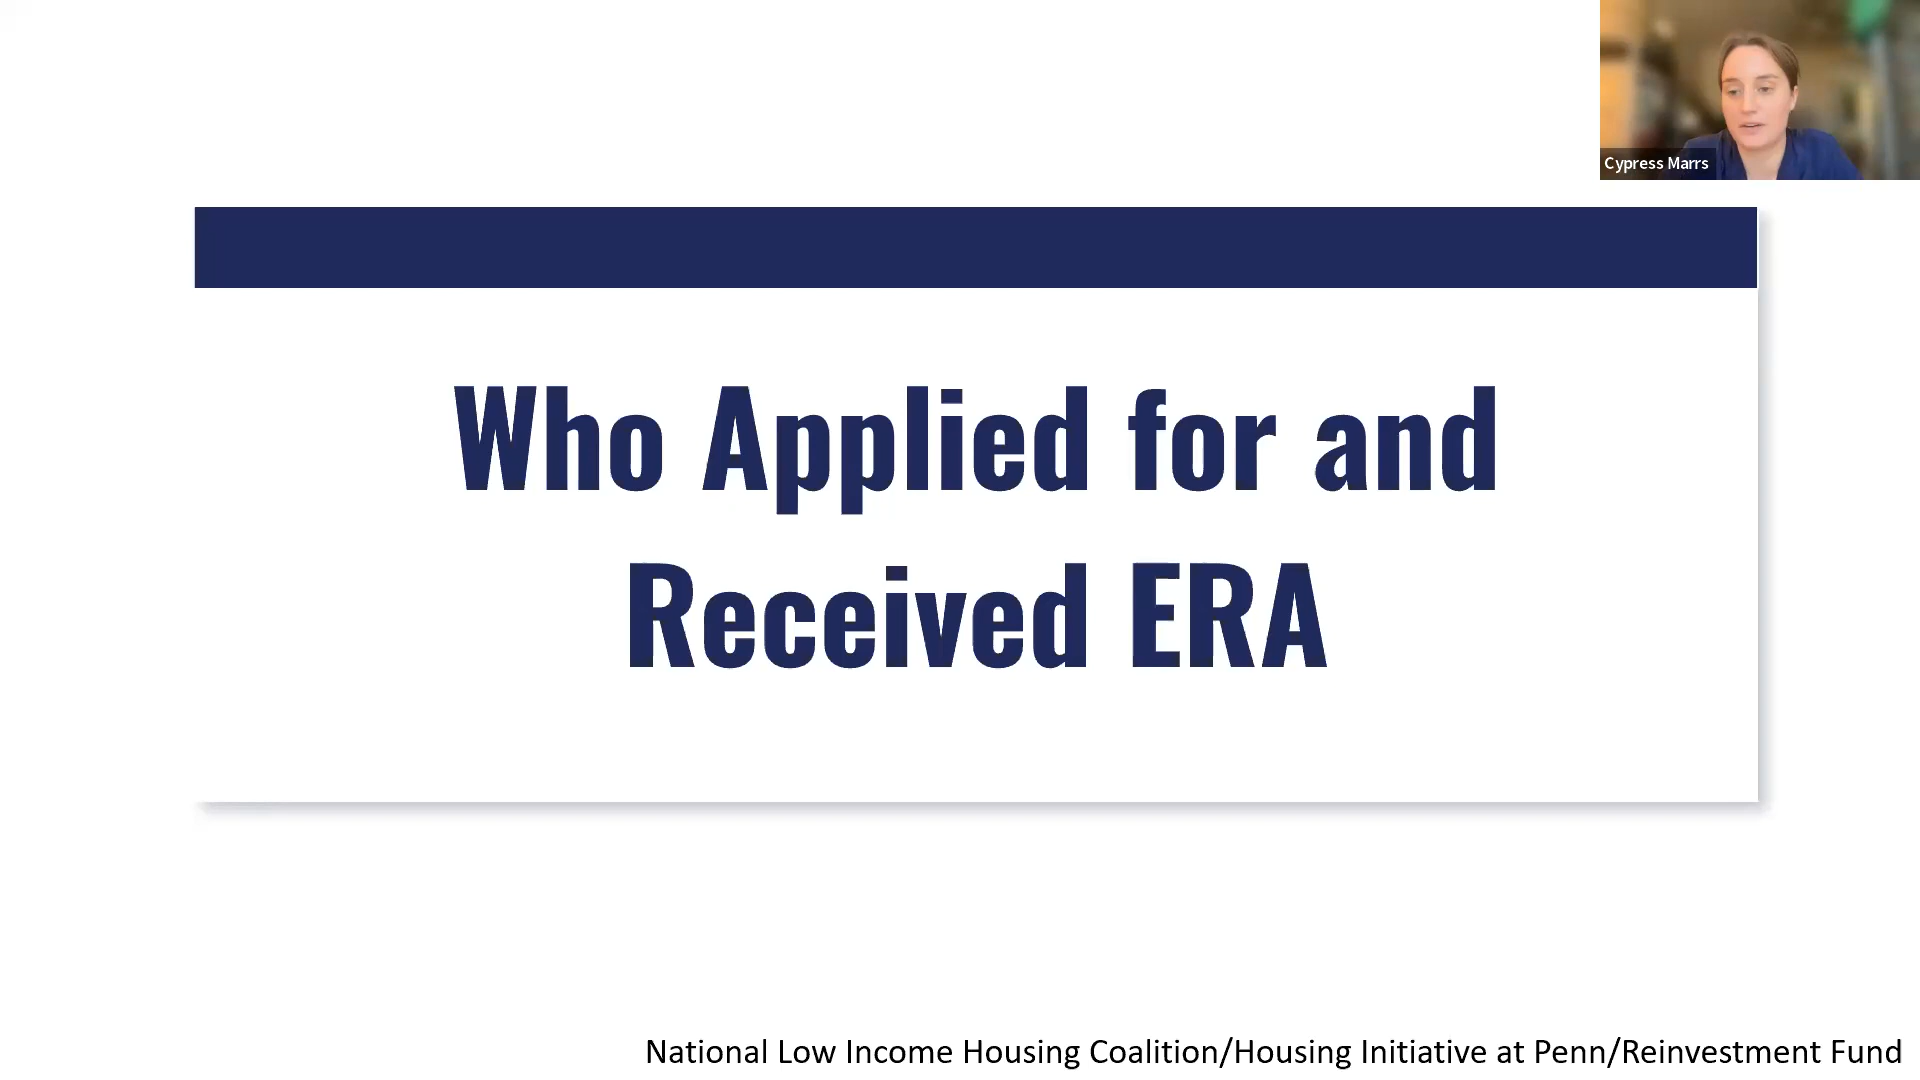 Cypress Marrs
Who Applied for and
Received ERA
National Low Income Housing Coalition/Housing Initiative at Penn/Reinvestment Fund